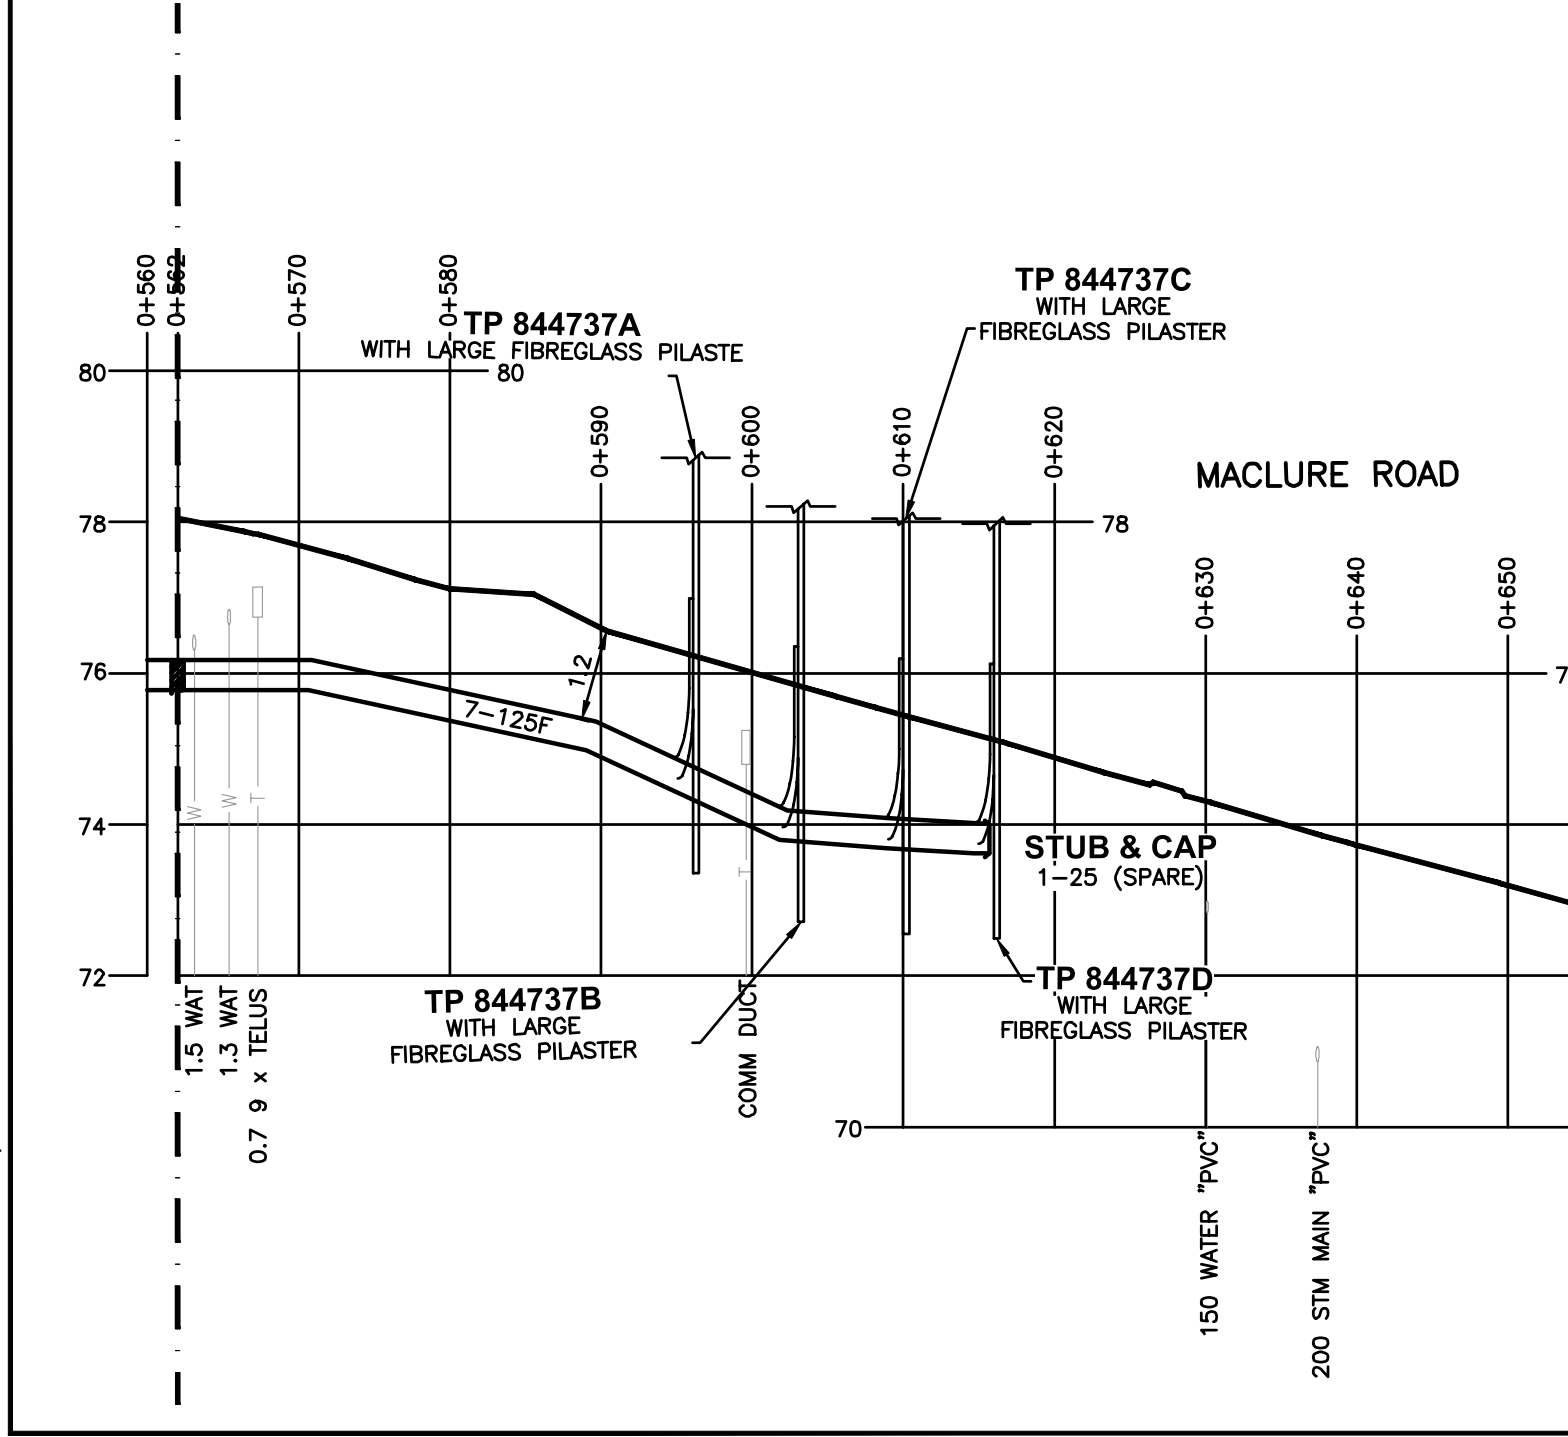 0+560
0+562
0+570
0+580
TP 844737A
WITH LARGE FIBREGLASS PILASTE
TP 844737C
WITH LARGE
FIBREGLASS PILASTER
80
80
0+590
0+600
0+610
0+620
MACLURE ROAD
78
78
0+630
0+640
0+650
76
7
1.2
7-125F
W
W
T
74
STUB & CAP
1-25 (SPARE)
T
72
TP 844737B
WITH LARGE
FIBREGLASS PILASTER
TP 844737D
WITH LARGE
FIBREGLASS PILASTER
1.5 WAT
1.3 WAT
0.7 9 x TELUS
COMM DUCT
70
150 WATER "PVC"
200 STM MAIN "PVC"